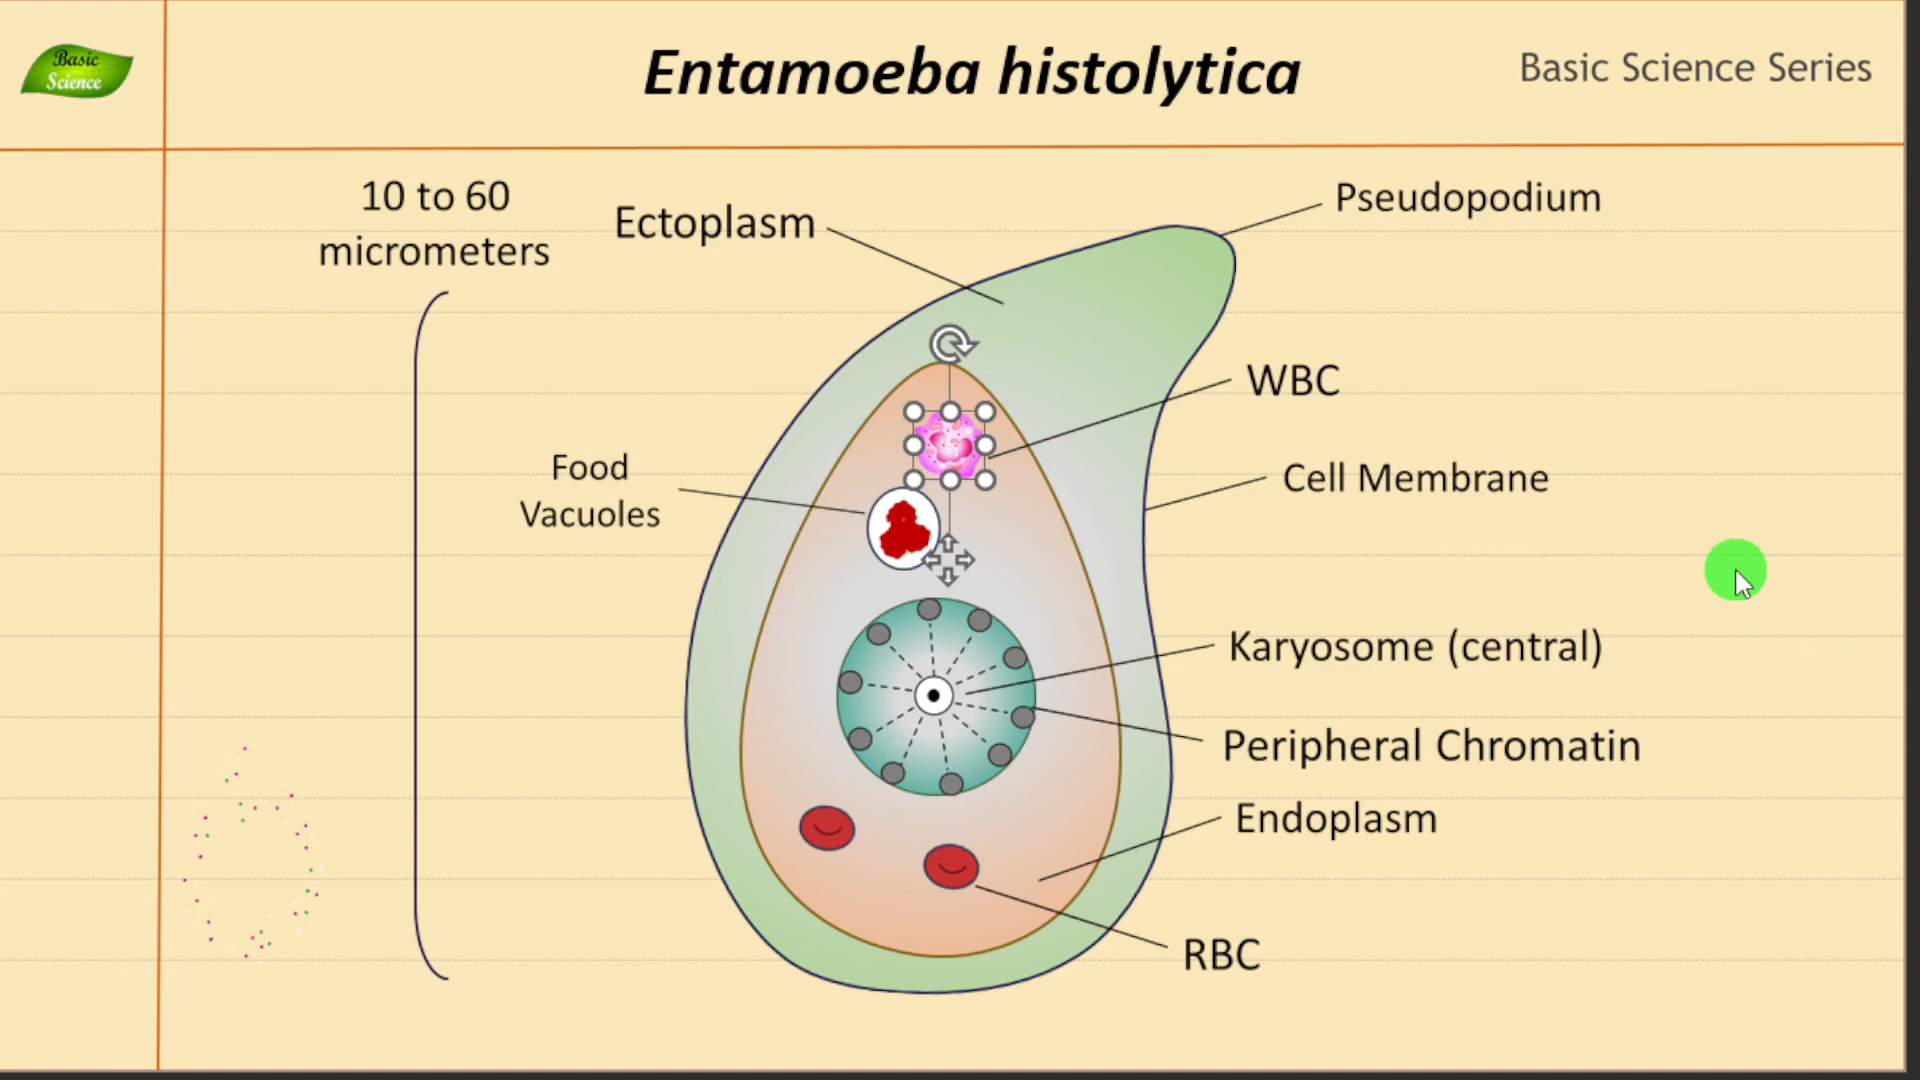 Basic
Science
Entamoeba histolytica
Basic Science Series
10 to 60
micrometers
Ectoplasm
Pseudopodium
WBC
Food
Vacuoles
Cell Membrane
Karyosome (central)
Peripheral Chromatin
Endoplasm
RBC